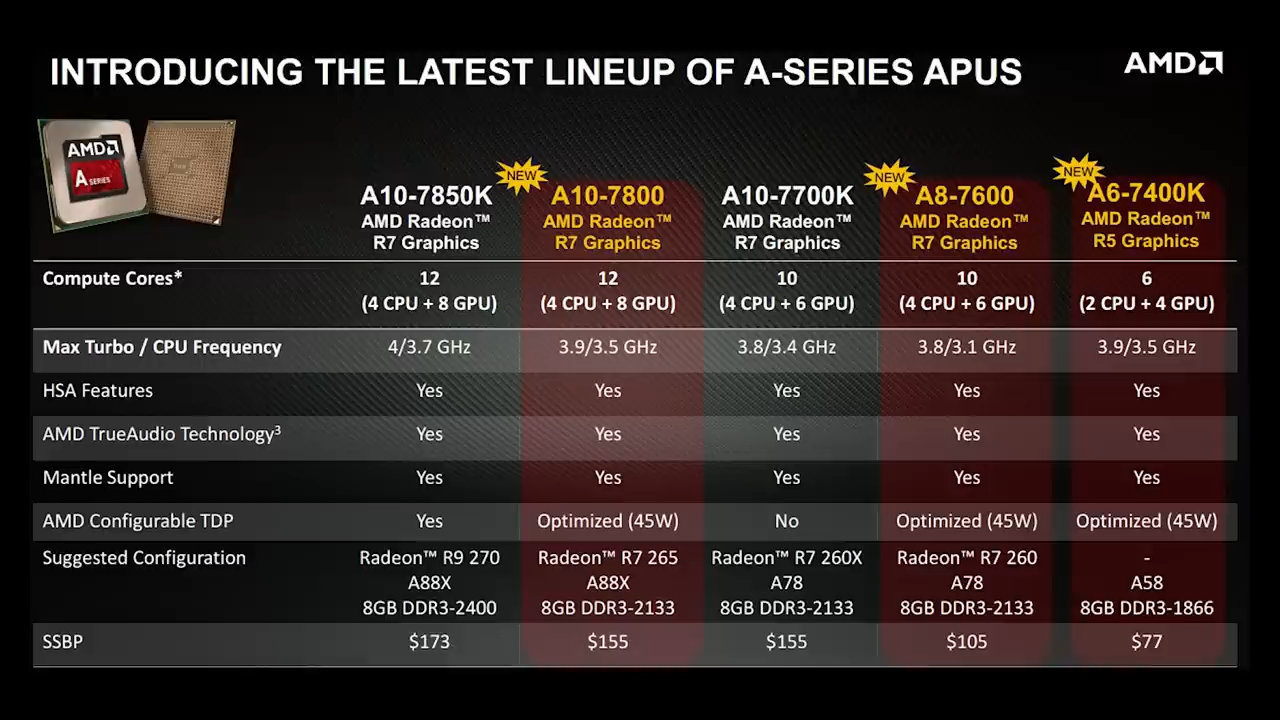 INTRODUCING THE LATEST LINEUP OF A-SERIES APUS
AMD
AMD
A SERIES
NEW
NEW
NEW
A10-7850K A10-7800 A10-7700K A8-7600 A6-7400K
AMD Radeon™ AMD Radeon™ AMD Radeon™ AMD Radeon™ AMD Radeon™
R7 Graphics R7 Graphics R7 Graphics R7 Graphics R5 Graphics
Compute Cores* 12 12 10 10 6
(4 CPU + 8 GPU) (4 CPU + 8 GPU) (4 CPU + 6 GPU) (4 CPU + 6 GPU) (2 CPU + 4 GPU)
Max Turbo / CPU Frequency 4/3.7 GHz 3.9/3.5 GHz 3.8/3.4 GHz 3.8/3.1 GHz 3.9/3.5 GHz
HSA Features Yes Yes Yes Yes Yes
AMD TrueAudio Technology³ Yes Yes Yes Yes Yes
Mantle Support Yes Yes Yes Yes Yes
AMD Configurable TDP Yes Optimized (45W) No Optimized (45W) Optimized (45W)
Suggested Configuration Radeon™ R9 270 Radeon™ R7 265 Radeon™ R7 260X Radeon™ R7 260 -
A88X A88X A78 A78 A58
8GB DDR3-2400 8GB DDR3-2133 8GB DDR3-2133 8GB DDR3-2133 8GB DDR3-1866
SSBP $173 $155 $155 $105 $77